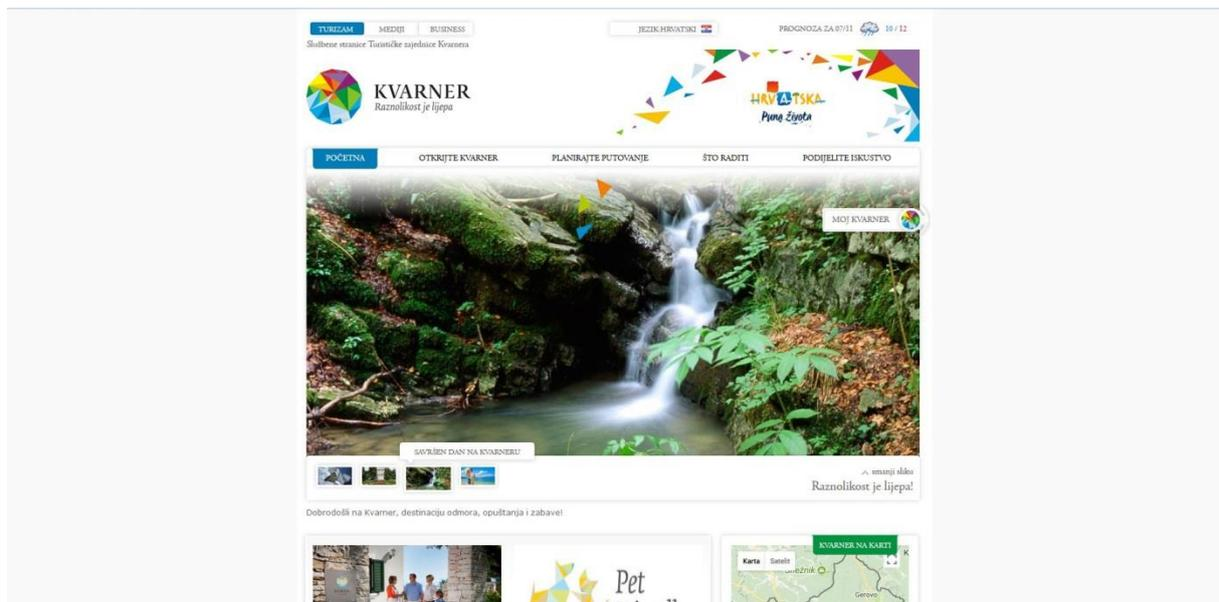 TURIZAM MEDIJI BUSINESS JEZIK:HRVATSKI PROGNOZA ZA 07/11 10 / 12
Službene stranice Turističke zajednice Kvarnera
KVARNER
Raznolikost je lijepa
HRVATSKA
Puna života
POČETNA OTKRIJTE KVARNER PLANIRAJTE PUTOVANJE ŠTO RADITI PODIJELITE ISKUSTVO
MOJ KVARNER
SAVRŠEN DAN NA KVARNERU
smanji sliku
Raznolikost je lijepa!
Dobrodošli na Kvarner, destinaciju odmora, opuštanja i zabave!
KVARNER NA KARTI
Karta Satelit
Pet
Gerovo